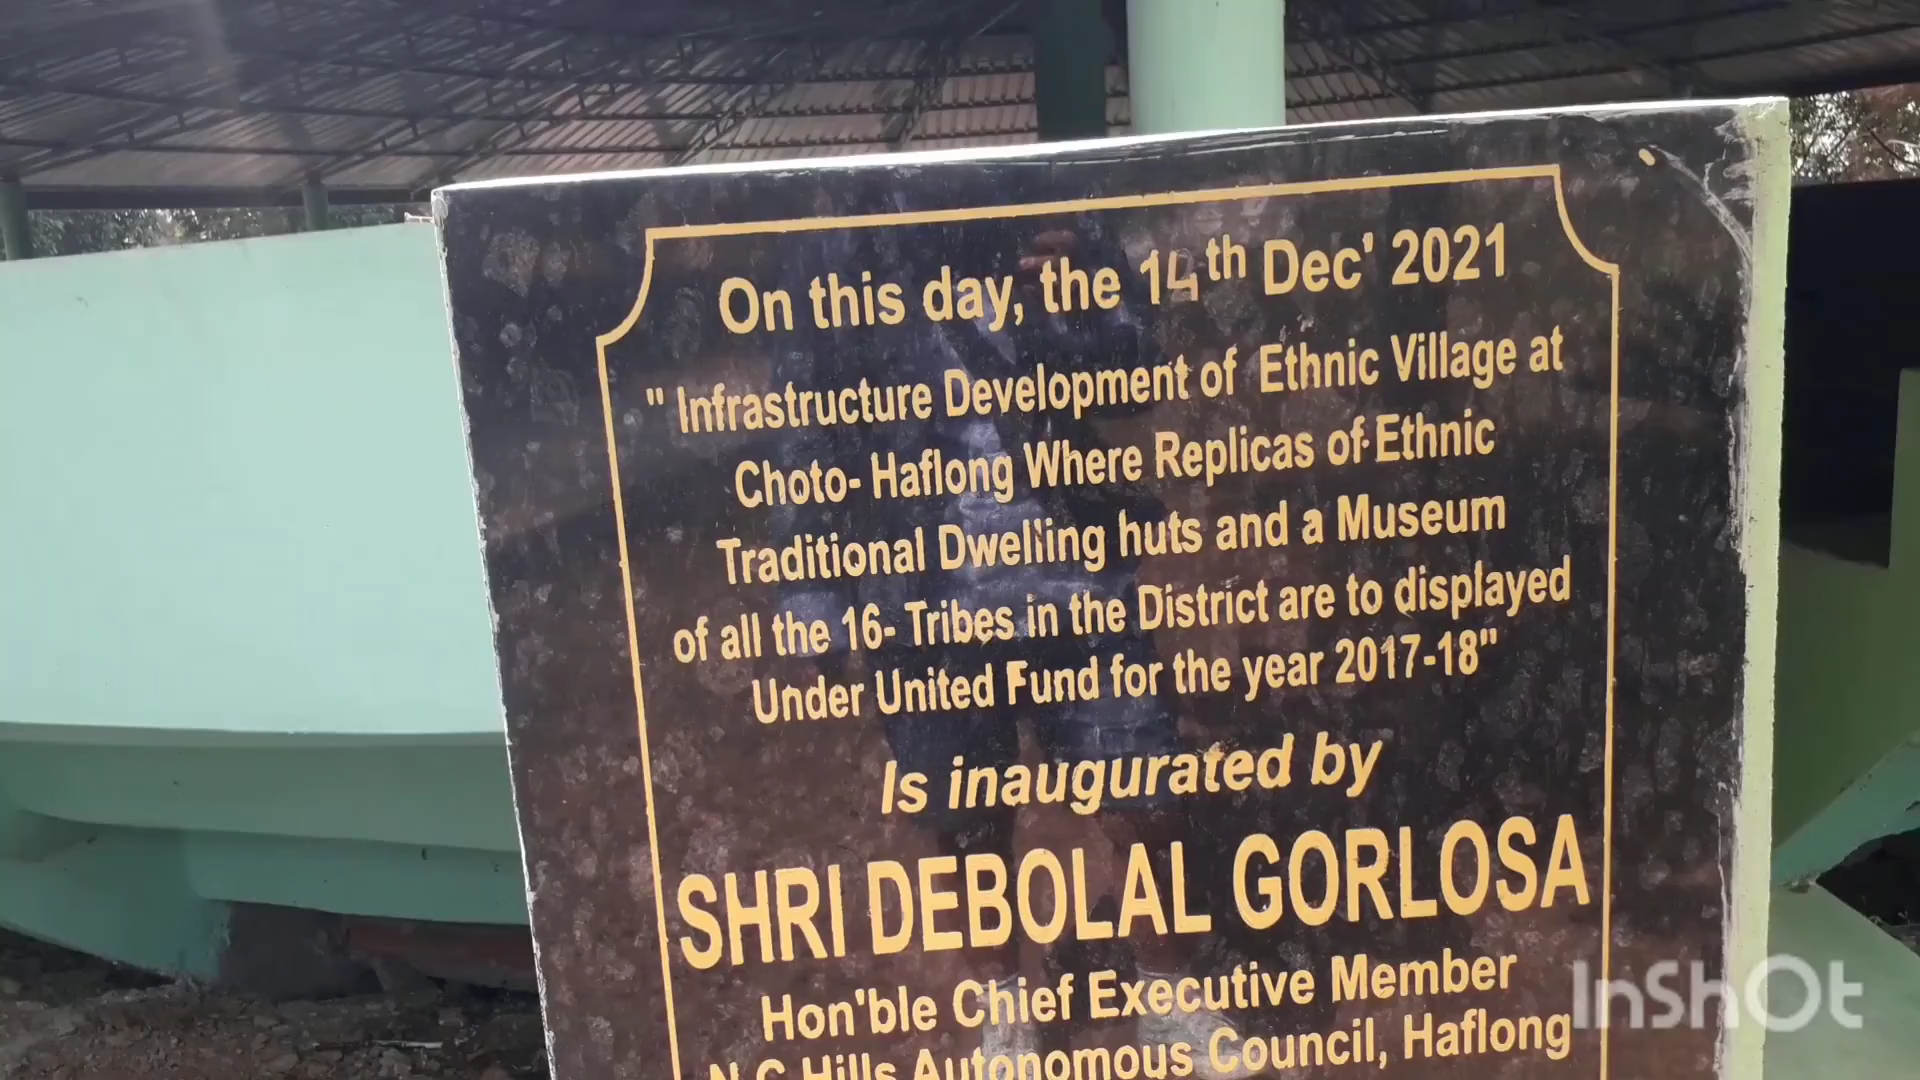 On this day, the 14th Dec' 2021
" Infrastructure Development of Ethnic Village at
Choto- Haflong Where Replicas of Ethnic
Traditional Dwelling huts and a Museum
of all the 16- Tribes in the District are to displayed
Under United Fund for the year 2017-18"
Is inaugurated by
SHRI DEBOLAL GORLOSA
Hon'ble Chief Executive Member
N.C Hills Autonomous Council, Haflong
InShOt